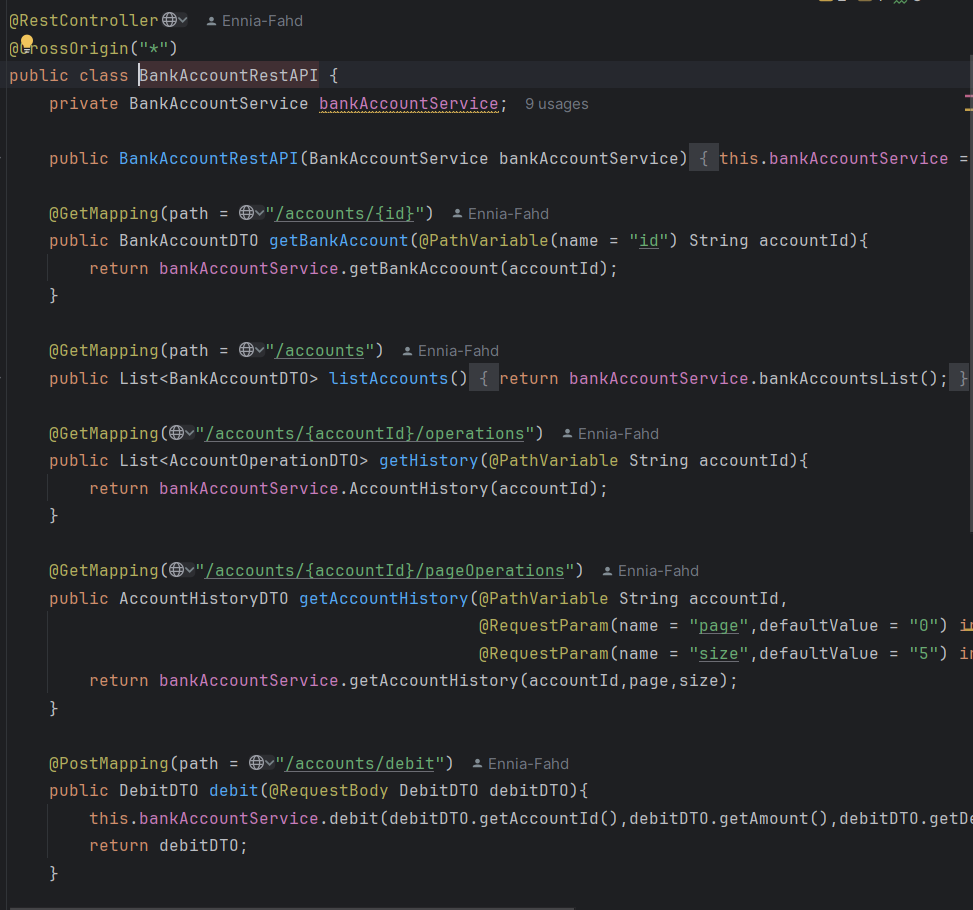 @RestController Ennia-Fahd
@CrossOrigin("*")
public class BankAccountRestAPI {
private BankAccountService bankAccountService; 9 usages
public BankAccountRestAPI(BankAccountService bankAccountService) { this.bankAccountService =
@GetMapping(path = "/accounts/{id}") Ennia-Fahd
public BankAccountDTO getBankAccount(@PathVariable(name = "id") String accountId){
return bankAccountService.getBankAccoount(accountId);
}
@GetMapping(path = "/accounts") Ennia-Fahd
public List<BankAccountDTO> listAccounts() { return bankAccountService.bankAccountsList(); }
@GetMapping("/accounts/{accountId}/operations") Ennia-Fahd
public List<AccountOperationDTO> getHistory(@PathVariable String accountId){
return bankAccountService.AccountHistory(accountId);
}
@GetMapping("/accounts/{accountId}/pageOperations") Ennia-Fahd
public AccountHistoryDTO getAccountHistory(@PathVariable String accountId,
@RequestParam(name = "page",defaultValue = "0") in
@RequestParam(name = "size",defaultValue = "5") in
return bankAccountService.getAccountHistory(accountId,page,size);
}
@PostMapping(path = "/accounts/debit") Ennia-Fahd
public DebitDTO debit(@RequestBody DebitDTO debitDTO){
this.bankAccountService.debit(debitDTO.getAccountId(),debitDTO.getAmount(),debitDTO.getDe
return debitDTO;
}